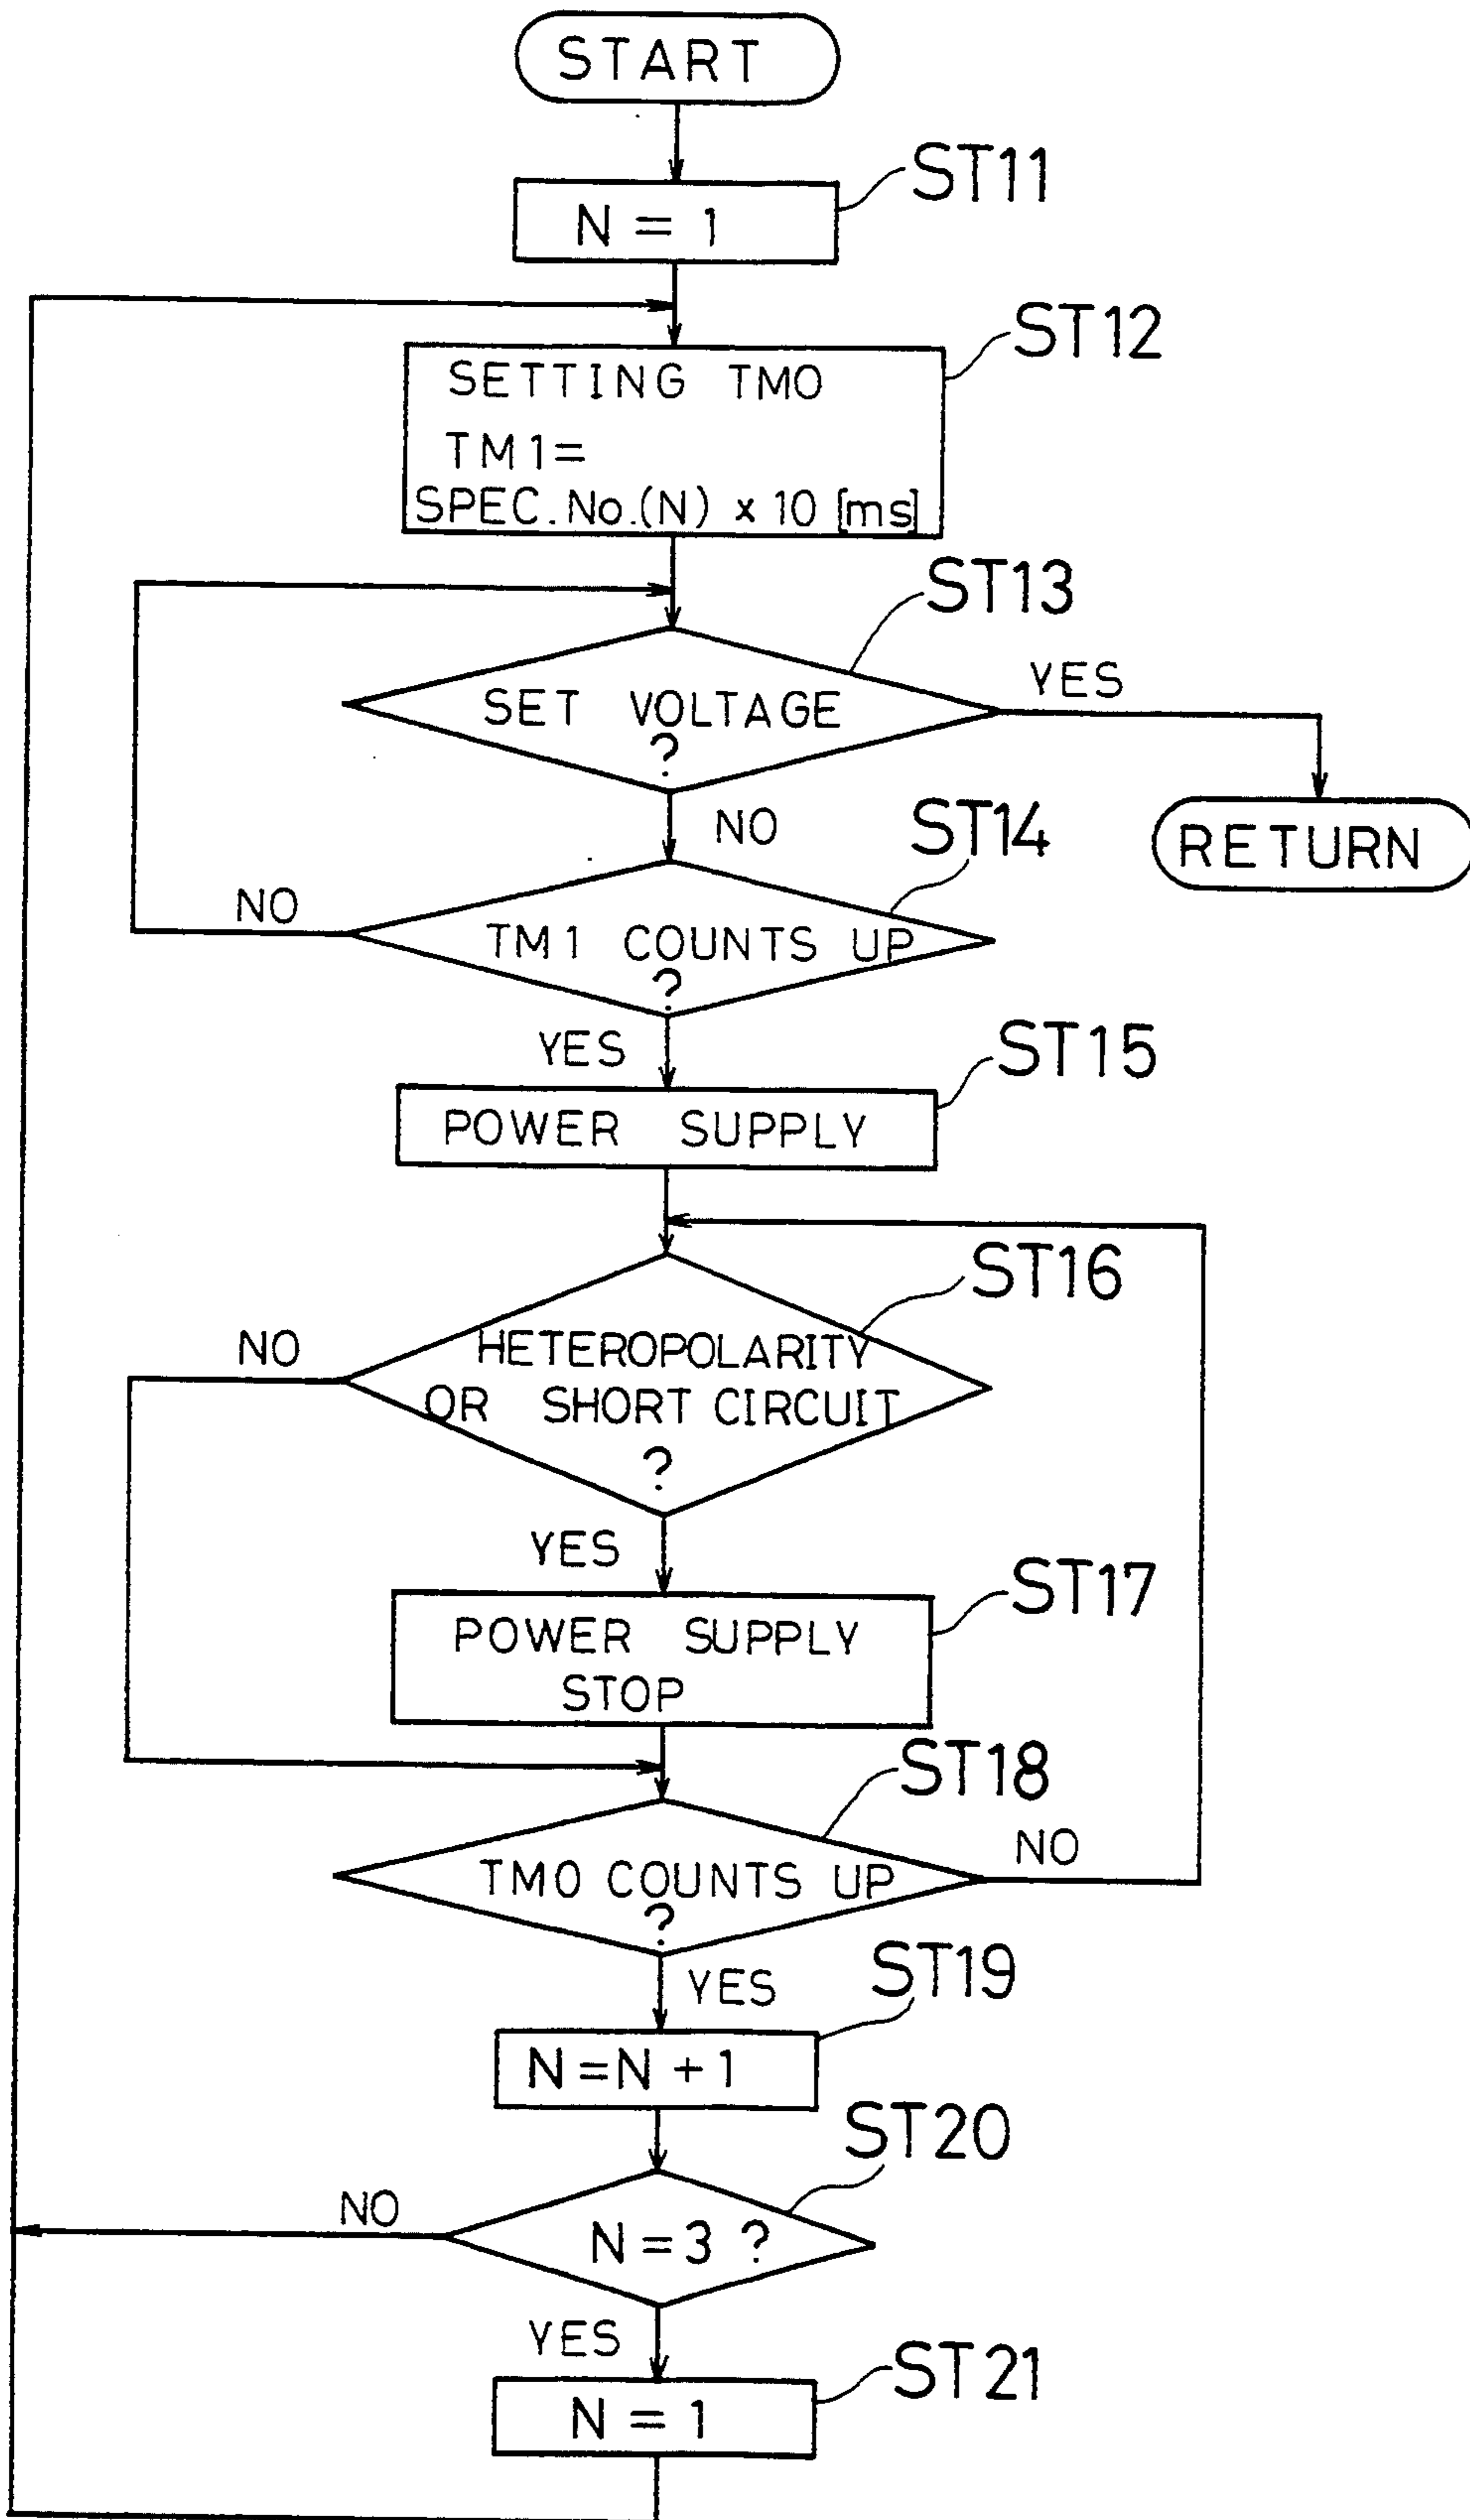 START
ST11
N = 1
ST12
SETTING TM0
TM1=
SPEC.No.(N) x 10 [ms]
ST13
YES
SET VOLTAGE
?
NO
ST14
RETURN
NO
TM1 COUNTS UP
?
YES
ST15
POWER SUPPLY
ST16
NO
HETEROPOLARITY
OR SHORT CIRCUIT
?
YES
ST17
POWER SUPPLY
STOP
ST18
NO
TM0 COUNTS UP
?
YES
ST19
N=N+1
ST20
NO
N=3 ?
YES
ST21
N = 1